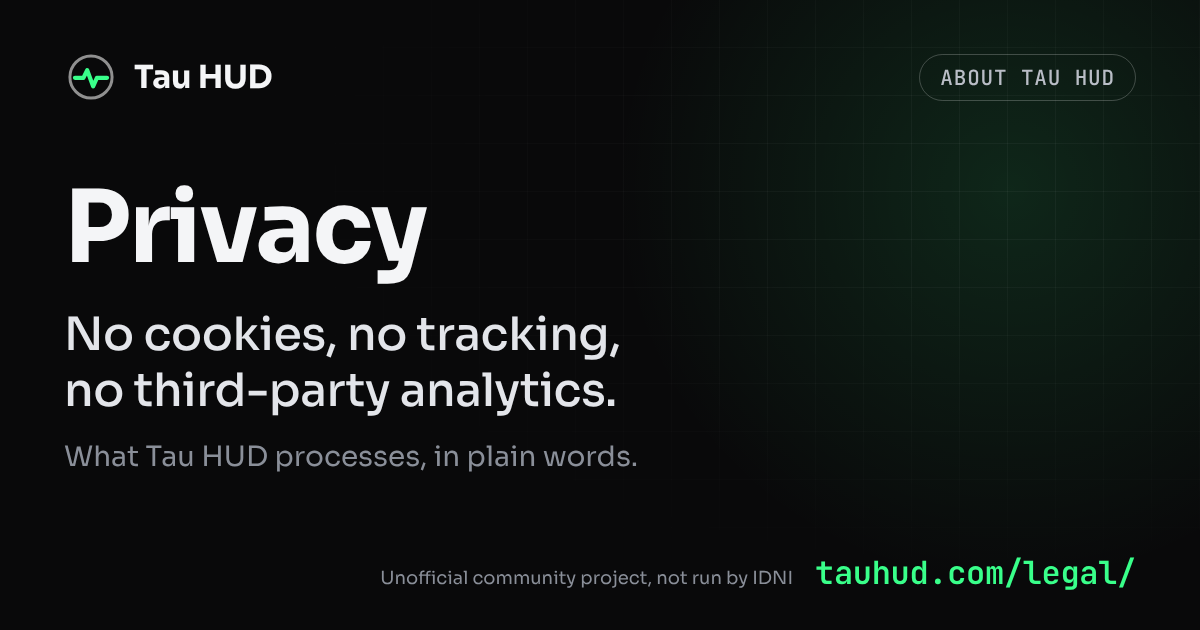 Tau HUD
ABOUT TAU HUD
Privacy
No cookies, no tracking,
no third-party analytics.
What Tau HUD processes, in plain words.
Unofficial community project, not run by IDNI
tauhud.com/legal/